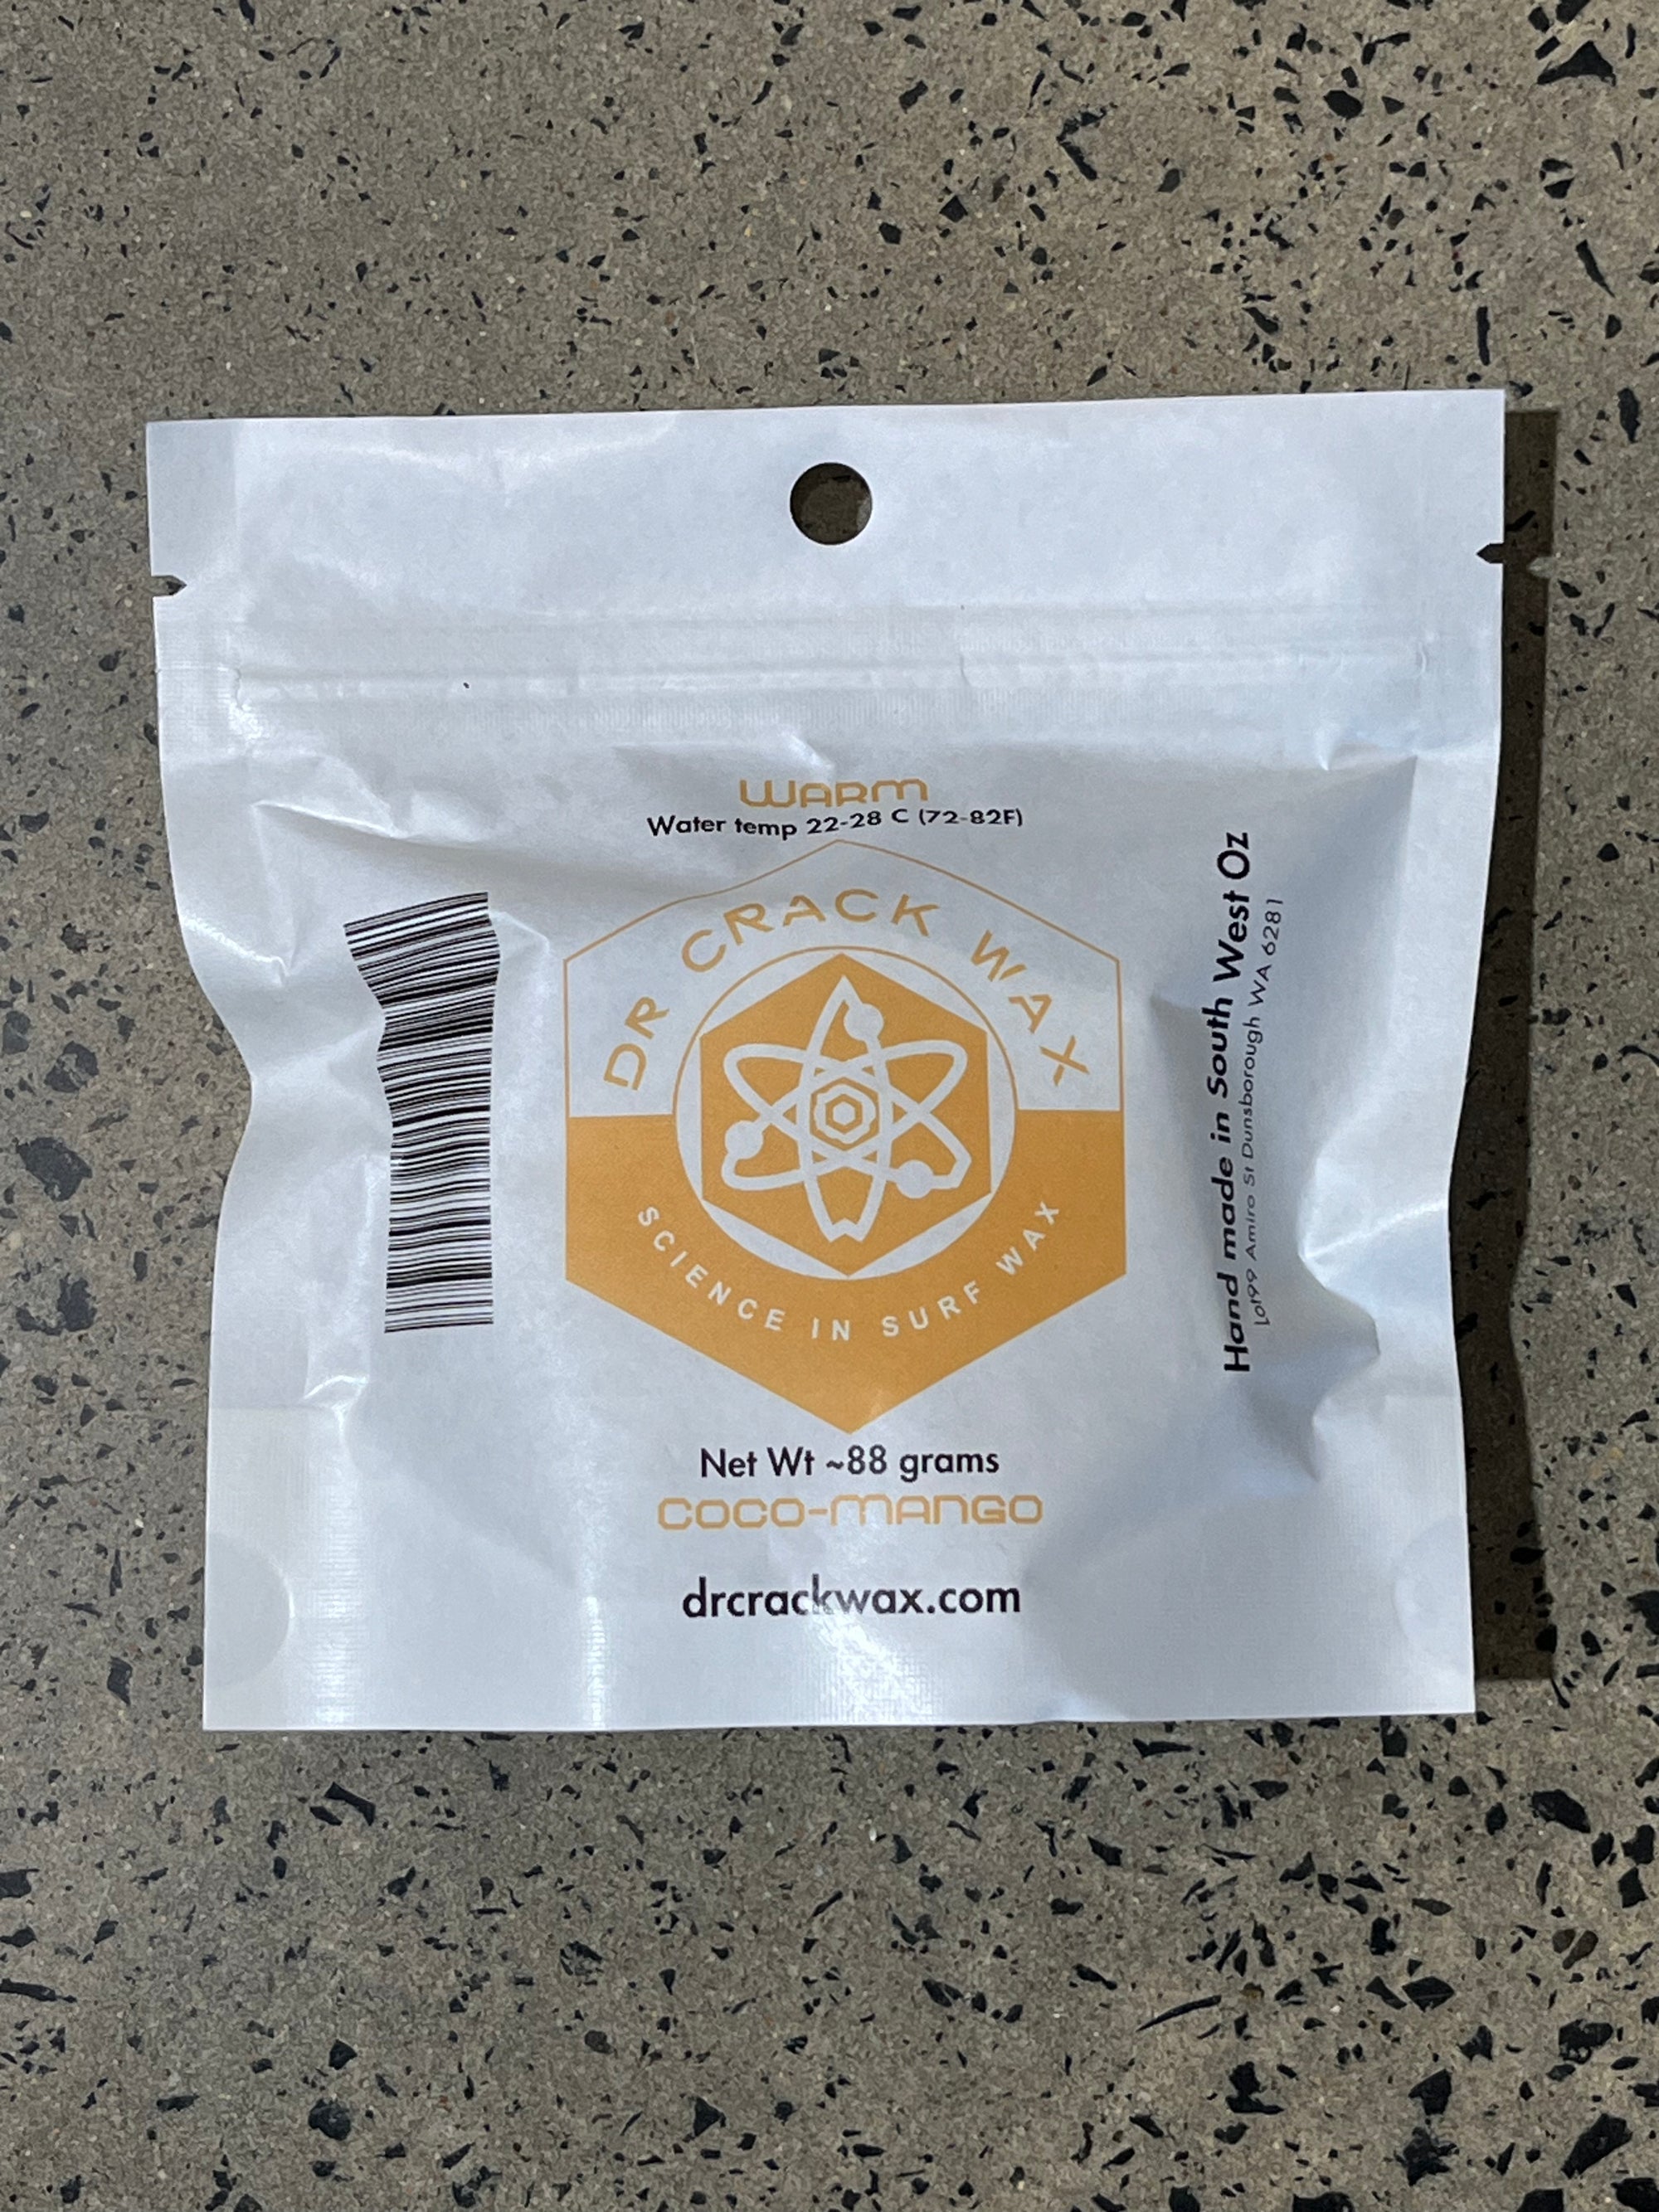 WARM
Water temp 22-28 C (72-82F)
DR CRACK WAX
SCIENCE IN SURF WAX
Net Wt ~88 grams
COCO-MANGO
drcrackwax.com
Hand made in South West Oz
Lot99 Amiro St Dunsborough WA 6281